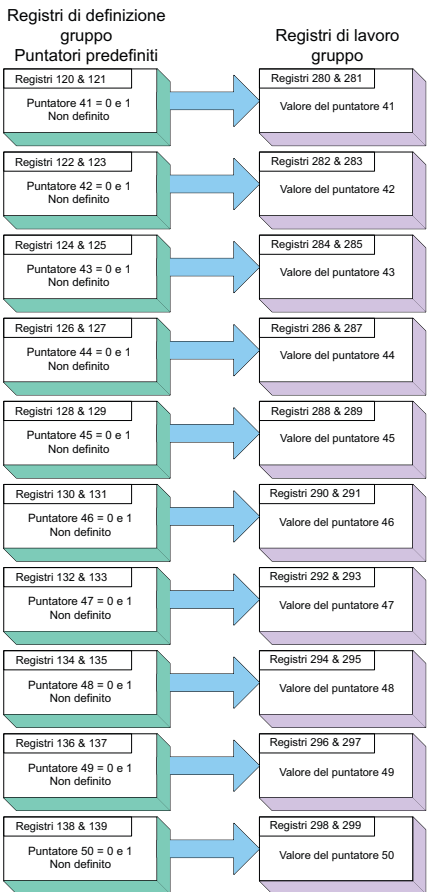 Registri di definizione
gruppo
Puntatori predefiniti
Registri di lavoro
gruppo
Registri 120 & 121
Puntatore 41 = 0 e 1
Non definito
Registri 280 & 281
Valore del puntatore 41
Registri 122 & 123
Puntatore 42 = 0 e 1
Non definito
Registri 282 & 283
Valore del puntatore 42
Registri 124 & 125
Puntatore 43 = 0 e 1
Non definito
Registri 284 & 285
Valore del puntatore 43
Registri 126 & 127
Puntatore 44 = 0 e 1
Non definito
Registri 286 & 287
Valore del puntatore 44
Registri 128 & 129
Puntatore 45 = 0 e 1
Non definito
Registri 288 & 289
Valore del puntatore 45
Registri 130 & 131
Puntatore 46 = 0 e 1
Non definito
Registri 290 & 291
Valore del puntatore 46
Registri 132 & 133
Puntatore 47 = 0 e 1
Non definito
Registri 292 & 293
Valore del puntatore 47
Registri 134 & 135
Puntatore 48 = 0 e 1
Non definito
Registri 294 & 295
Valore del puntatore 48
Registri 136 & 137
Puntatore 49 = 0 e 1
Non definito
Registri 296 & 297
Valore del puntatore 49
Registri 138 & 139
Puntatore 50 = 0 e 1
Non definito
Registri 298 & 299
Valore del puntatore 50